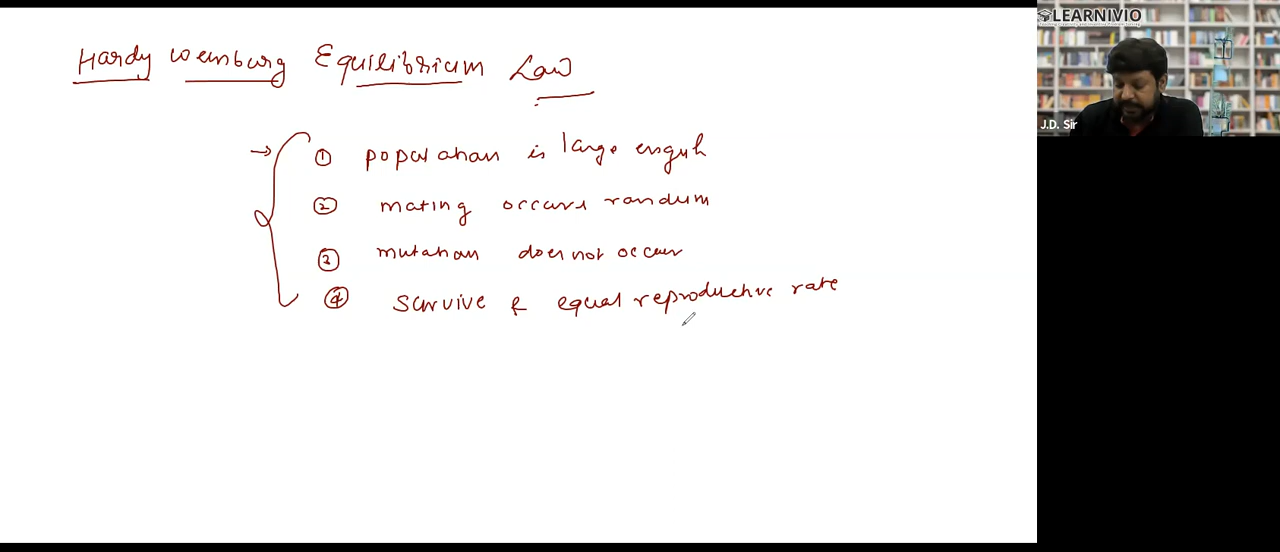 Hardy Weinburg Equilibrium Law
→ ① population is large enguh
② mating occurs random
③ mutation does not occur
④ survive & equal reproductive rate
LEARNIVIO
J.D. Sir